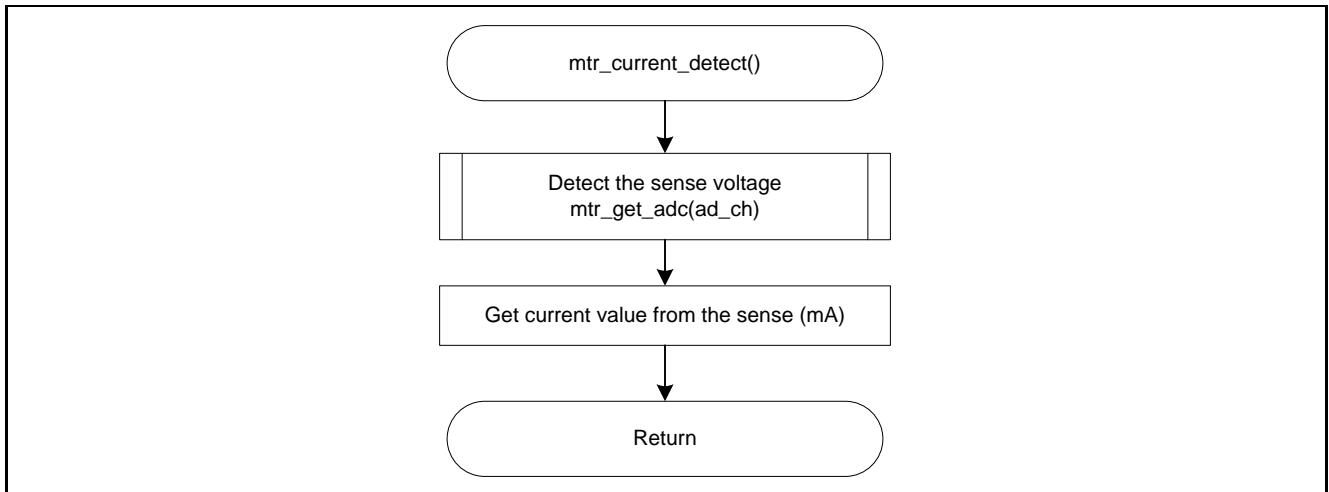 mtr_current_detect()
Detect the sense voltage
mtr_get_adc(ad_ch)
Get current value from the sense (mA)
Return